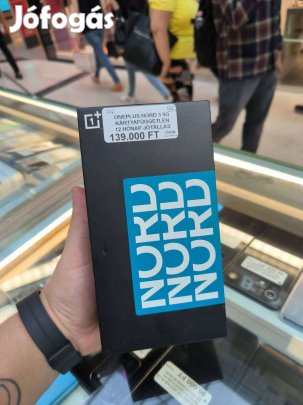 Jófogás
ONEPLUS NORD 3 5G
KÁRTYAFÜGGETLEN
12 HÓNAP JÓTÁLLÁS
139.000 FT
NORD
NORD
NORD